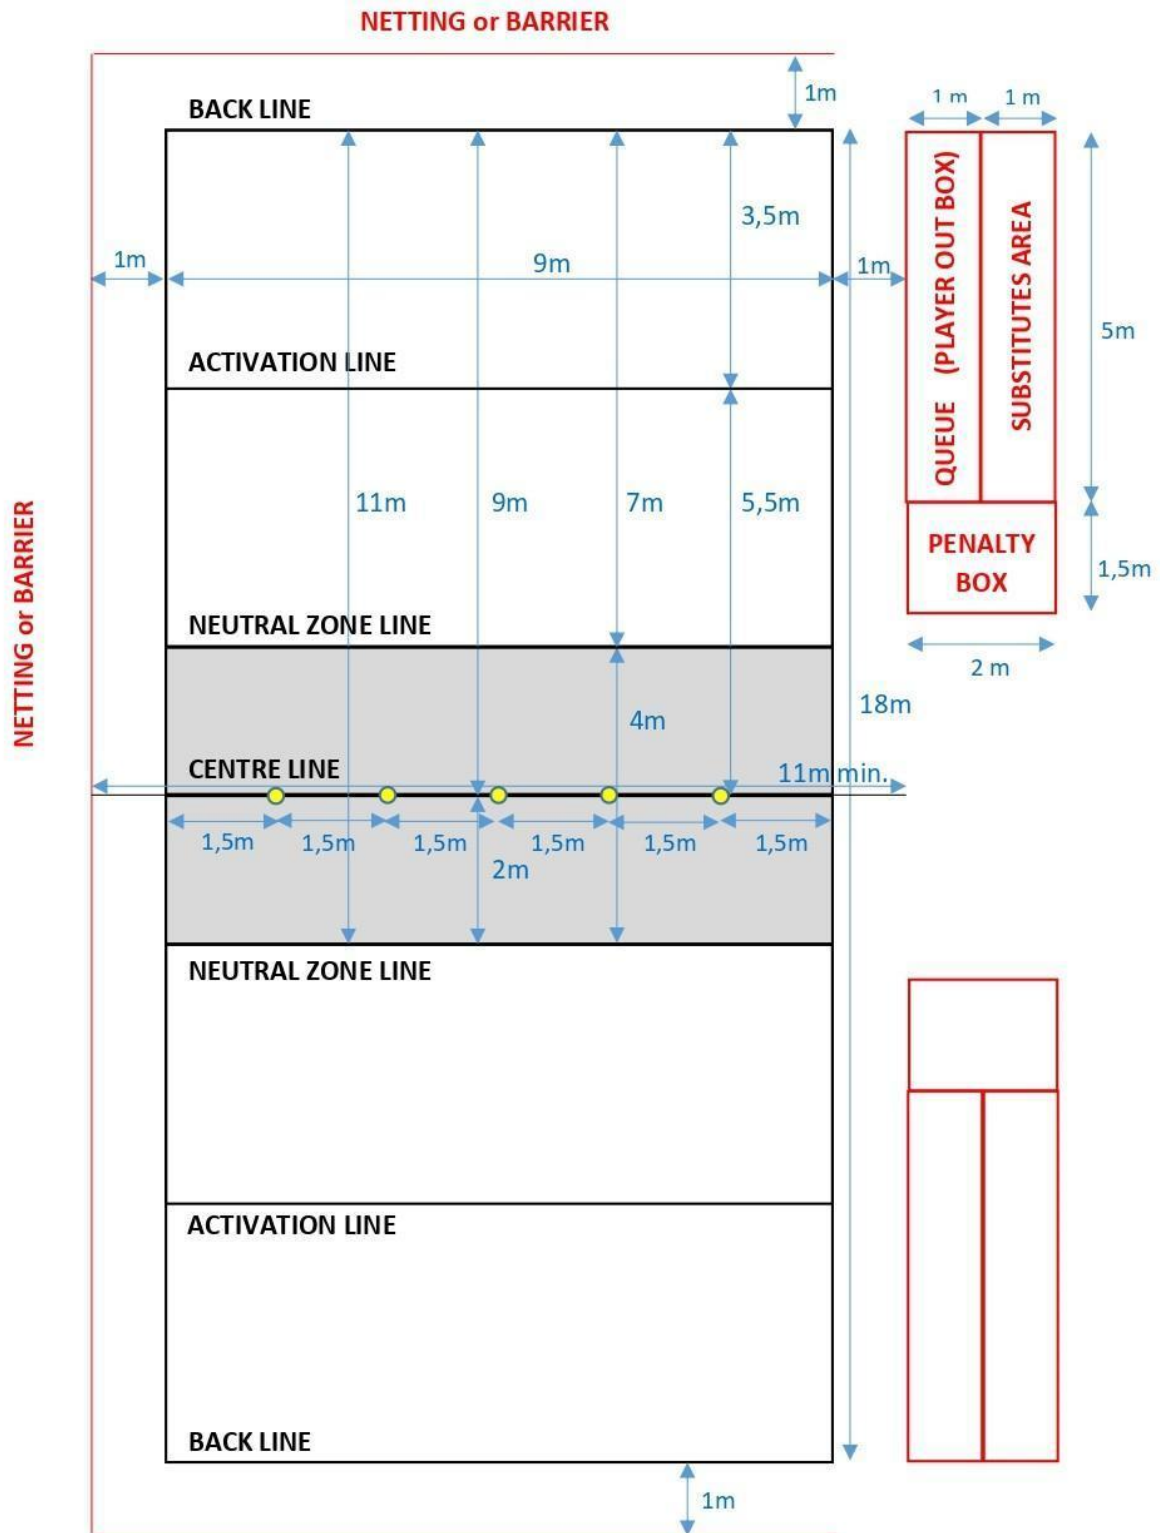 NETTING or BARRIER
1m
1 m
1 m
BACK LINE
3,5m
1m
9m
1m
QUEUE (PLAYER OUT BOX)
SUBSTITUTES AREA
5m
ACTIVATION LINE
11m
9m
7m
5,5m
NETTING or BARRIER
PENALTY
BOX
1,5m
NEUTRAL ZONE LINE
2 m
4m
18m
CENTRE LINE
11m min.
1,5m
1,5m
1,5m
1,5m
1,5m
1,5m
2m
NEUTRAL ZONE LINE
ACTIVATION LINE
BACK LINE
1m